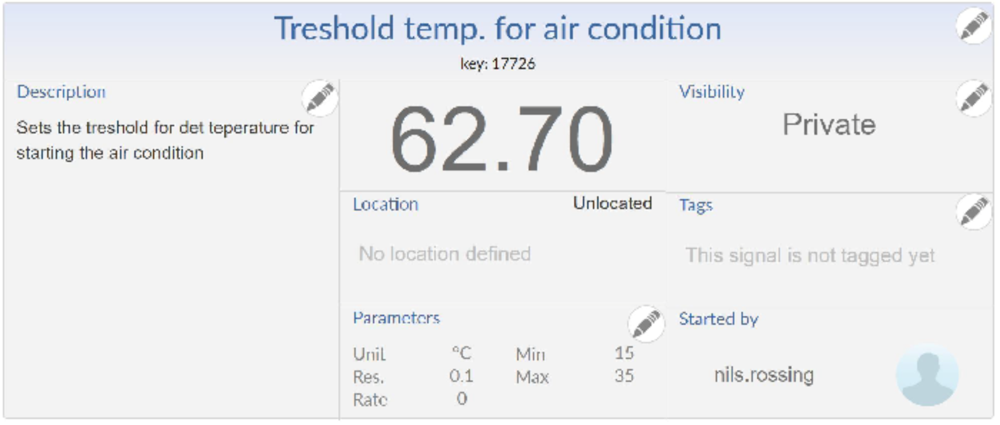 Treshold temp. for air condition
key: 17726
Description
Sets the treshold for det teperature for
starting the air condition
62.70
Visibility
Private
Location Unlocated
No location defined
Tags
This signal is not tagged yet
Parameters
Unit °C Min 15
Res. 0.1 Max 35
Rate 0
Started by
nils.rossing